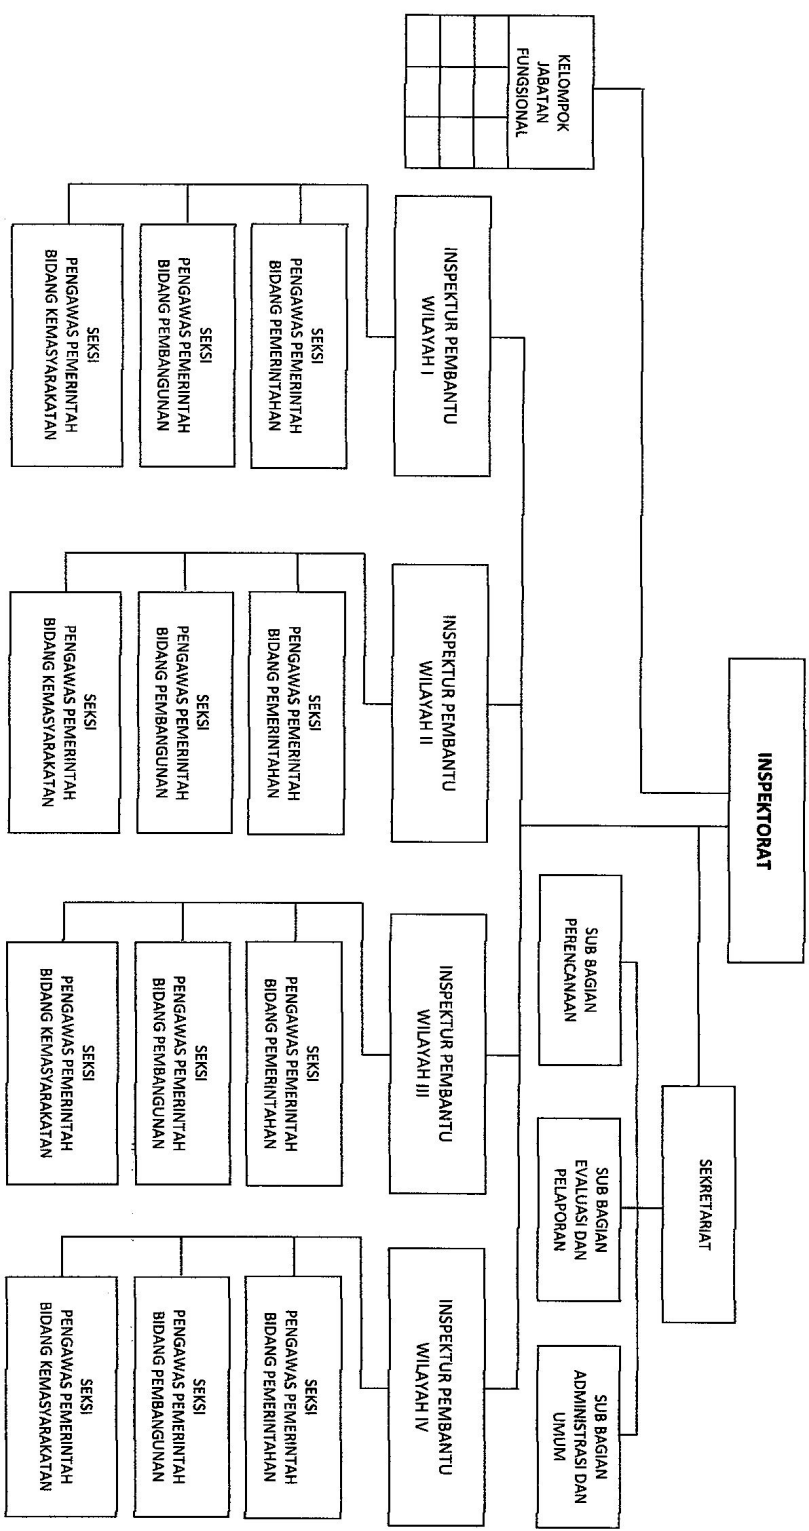 INSPEKTORAT
SEKRETARIAT
SUB BAGIAN
PERENCANAAN
SUB BAGIAN
EVALUASI DAN
PELAPORAN
SUB BAGIAN
ADMINISTRASI DAN
UMUM
KELOMPOK
JABATAN
FUNGSIONAL
INSPEKTUR PEMBANTU
WILAYAH I
SEKSI
PENGAWAS PEMERINTAH
BIDANG PEMERINTAHAN
SEKSI
PENGAWAS PEMERINTAH
BIDANG PEMBANGUNAN
SEKSI
PENGAWAS PEMERINTAH
BIDANG KEMASYARAKATAN
INSPEKTUR PEMBANTU
WILAYAH II
SEKSI
PENGAWAS PEMERINTAH
BIDANG PEMERINTAHAN
SEKSI
PENGAWAS PEMERINTAH
BIDANG PEMBANGUNAN
SEKSI
PENGAWAS PEMERINTAH
BIDANG KEMASYARAKATAN
INSPEKTUR PEMBANTU
WILAYAH III
SEKSI
PENGAWAS PEMERINTAH
BIDANG PEMERINTAHAN
SEKSI
PENGAWAS PEMERINTAH
BIDANG PEMBANGUNAN
SEKSI
PENGAWAS PEMERINTAH
BIDANG KEMASYARAKATAN
INSPEKTUR PEMBANTU
WILAYAH IV
SEKSI
PENGAWAS PEMERINTAH
BIDANG PEMERINTAHAN
SEKSI
PENGAWAS PEMERINTAH
BIDANG PEMBANGUNAN
SEKSI
PENGAWAS PEMERINTAH
BIDANG KEMASYARAKATAN